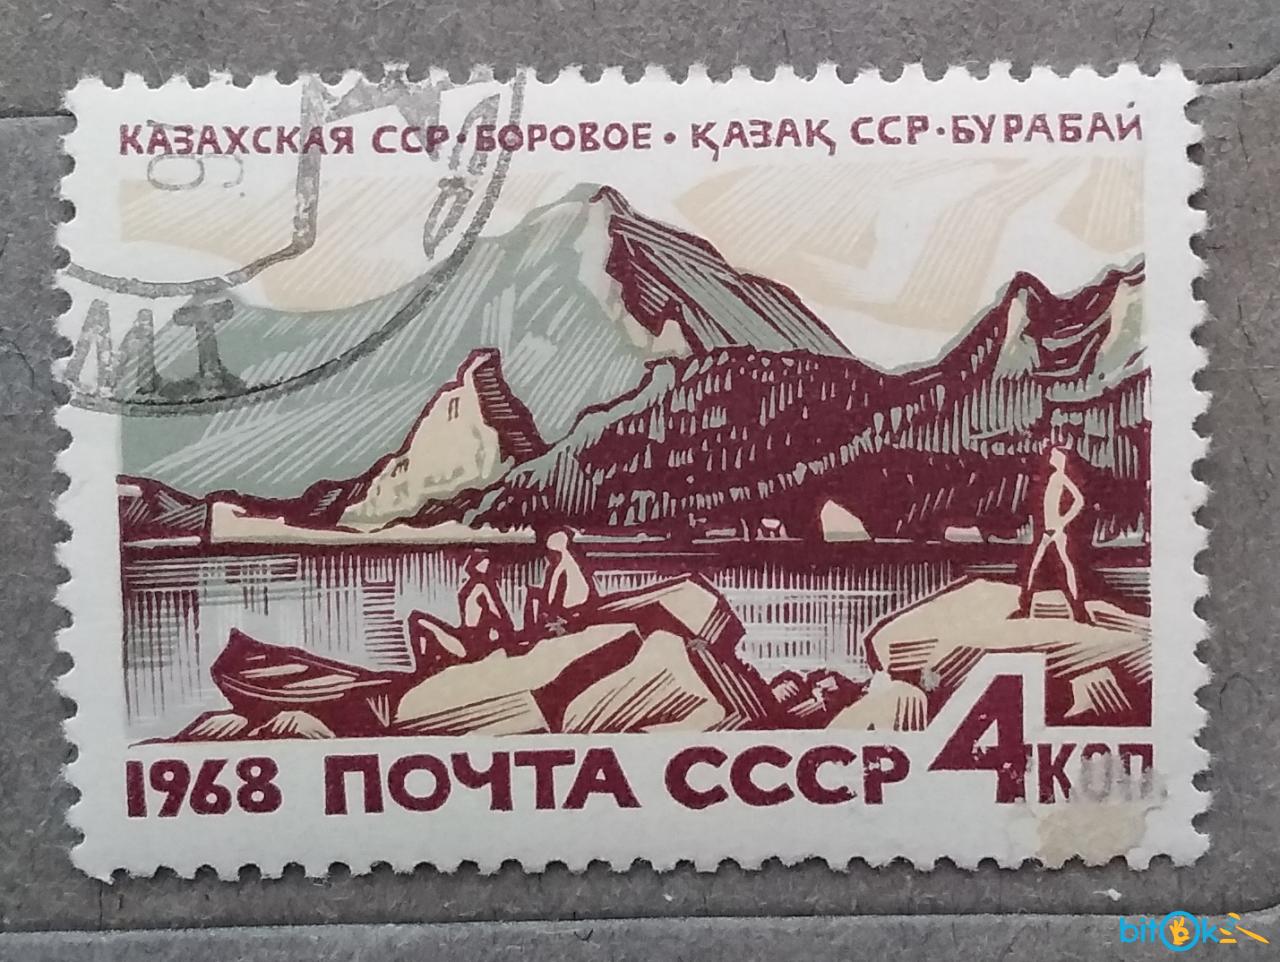 КАЗАХСКАЯ ССР • БОРОВОЕ • ҚАЗАҚ ССР • БУРАБАЙ
1968 ПОЧТА СССР 4 КОП.
bitok